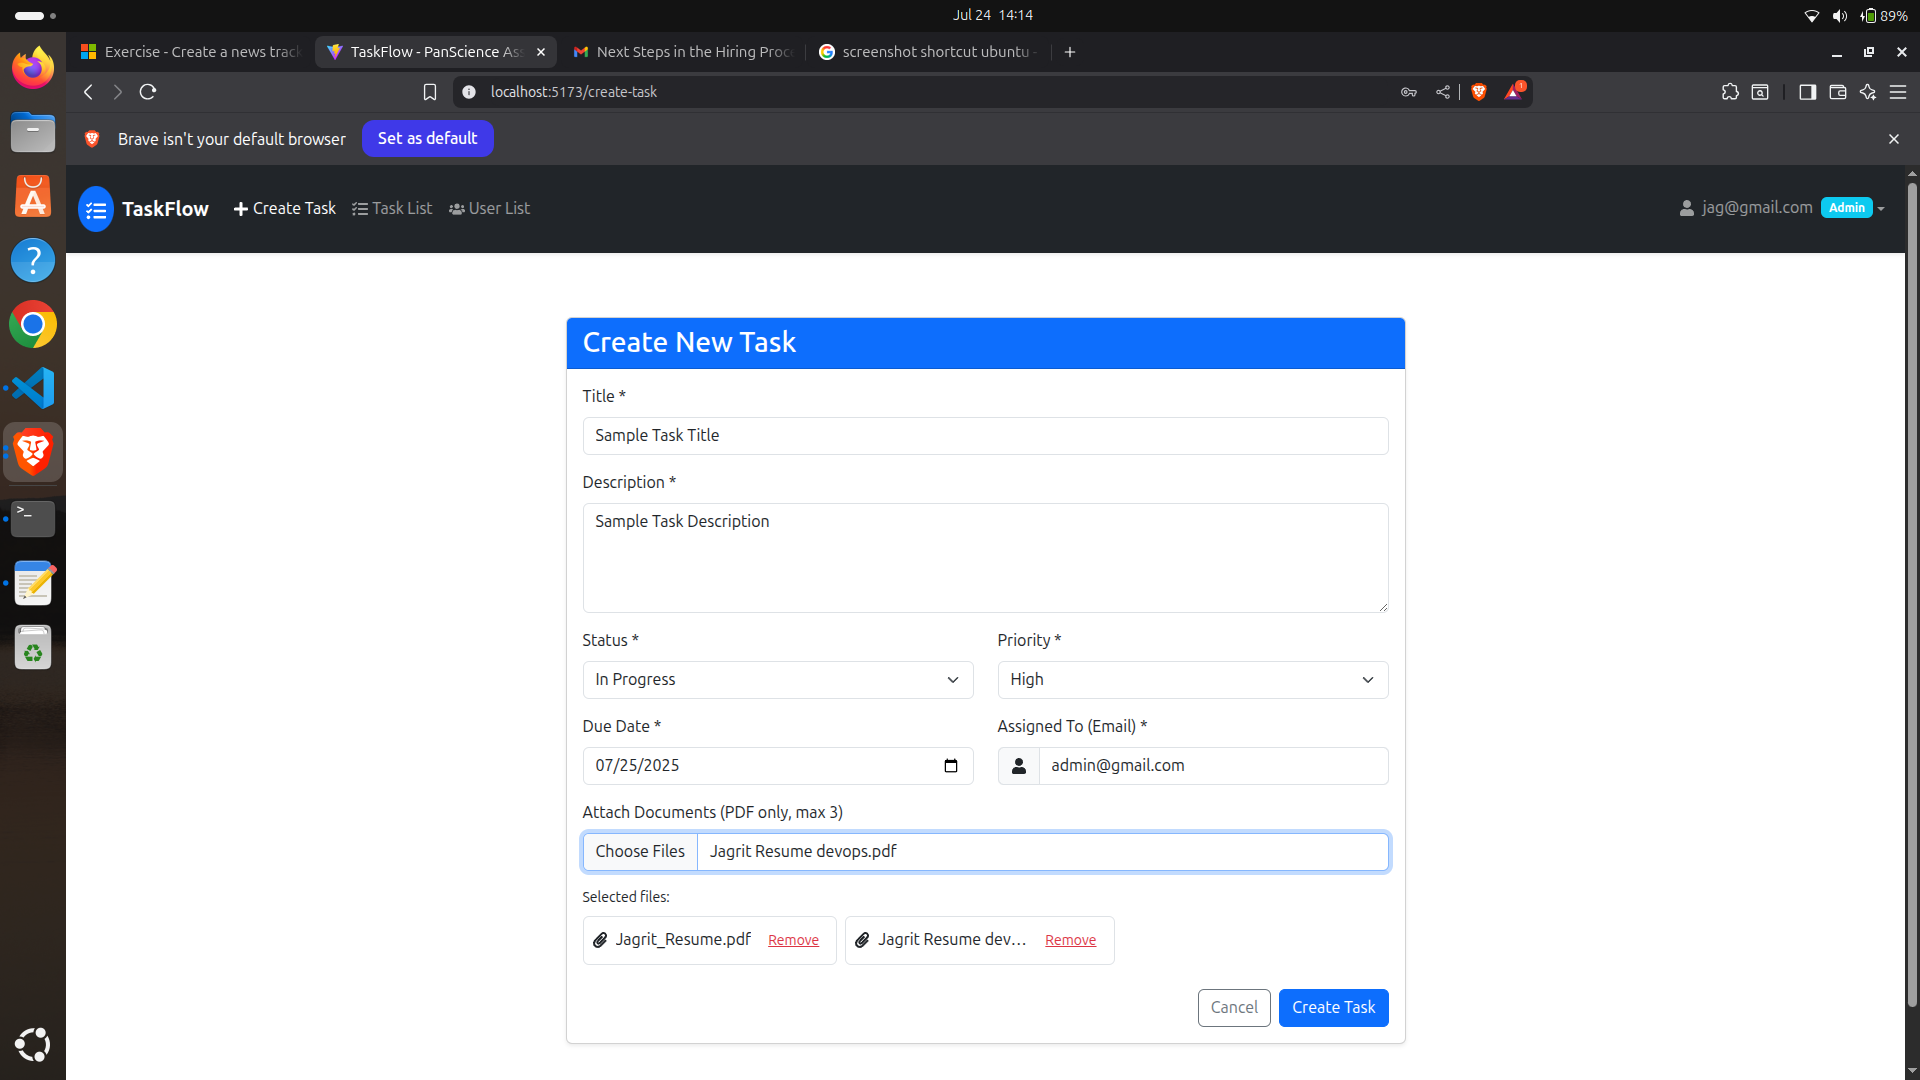 Jul 24 14:14
89%
Exercise - Create a news track
TaskFlow - PanScience Ass
Next Steps in the Hiring Proce
screenshot shortcut ubuntu -
localhost:5173/create-task
1
Brave isn't your default browser
Set as default
TaskFlow
Create Task
Task List
User List
jag@gmail.com
Admin
Create New Task
Title *
Sample Task Title
Description *
Sample Task Description
Status *
Priority *
In Progress
High
Due Date *
Assigned To (Email) *
07/25/2025
admin@gmail.com
Attach Documents (PDF only, max 3)
Choose Files
Jagrit Resume devops.pdf
Selected files:
Jagrit_Resume.pdf
Remove
Jagrit Resume dev...
Remove
Cancel
Create Task